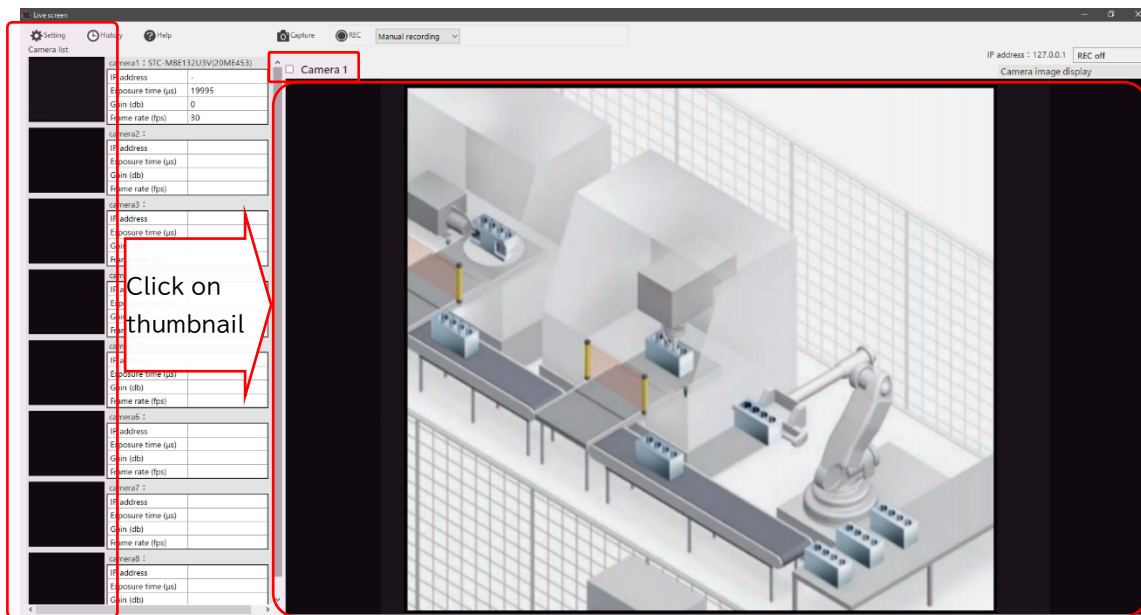 Live screen
Setting History Help Capture REC Manual recording
Camera list
IP address : 127.0.0.1 REC off
Camera 1
Camera image display
camera1 : STC-MBE132U3V(20ME453)
IP address -
Exposure time (μs) 19995
Gain (db) 0
Frame rate (fps) 30
camera2 :
IP address
Exposure time (μs)
Gain (db)
Frame rate (fps)
camera3 :
IP address
Exposure time (μs)
Click on
thumbnail
IP address
Exposure time (μs)
Gain (db)
Frame rate (fps)
camera6 :
IP address
Exposure time (μs)
Gain (db)
Frame rate (fps)
camera7 :
IP address
Exposure time (μs)
Gain (db)
Frame rate (fps)
camera8 :
IP address
Exposure time (μs)
Gain (db)